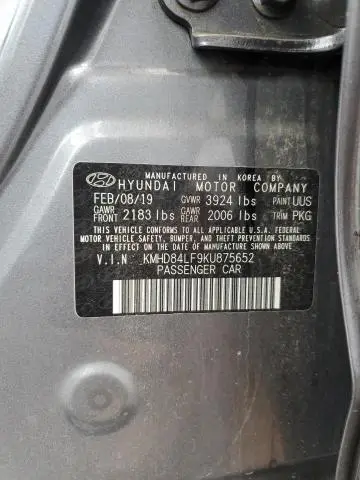 MANUFACTURED IN KOREA BY
HYUNDAI MOTOR COMPANY
FEB/08/19 GVWR 3924 lbs PAINT UUS
GAWR FRONT 2183 lbs GAWR REAR 2006 lbs TRIM PKG
THIS VEHICLE CONFORMS TO ALL APPLICABLE U.S.A. FEDERAL
MOTOR VEHICLE SAFETY, BUMPER, AND THEFT PREVENTION STANDARDS
IN EFFECT ON THE DATE OF MANUFACTURE SHOWN ABOVE.
V.I.N KMHD84LF9KU875652
PASSENGER CAR